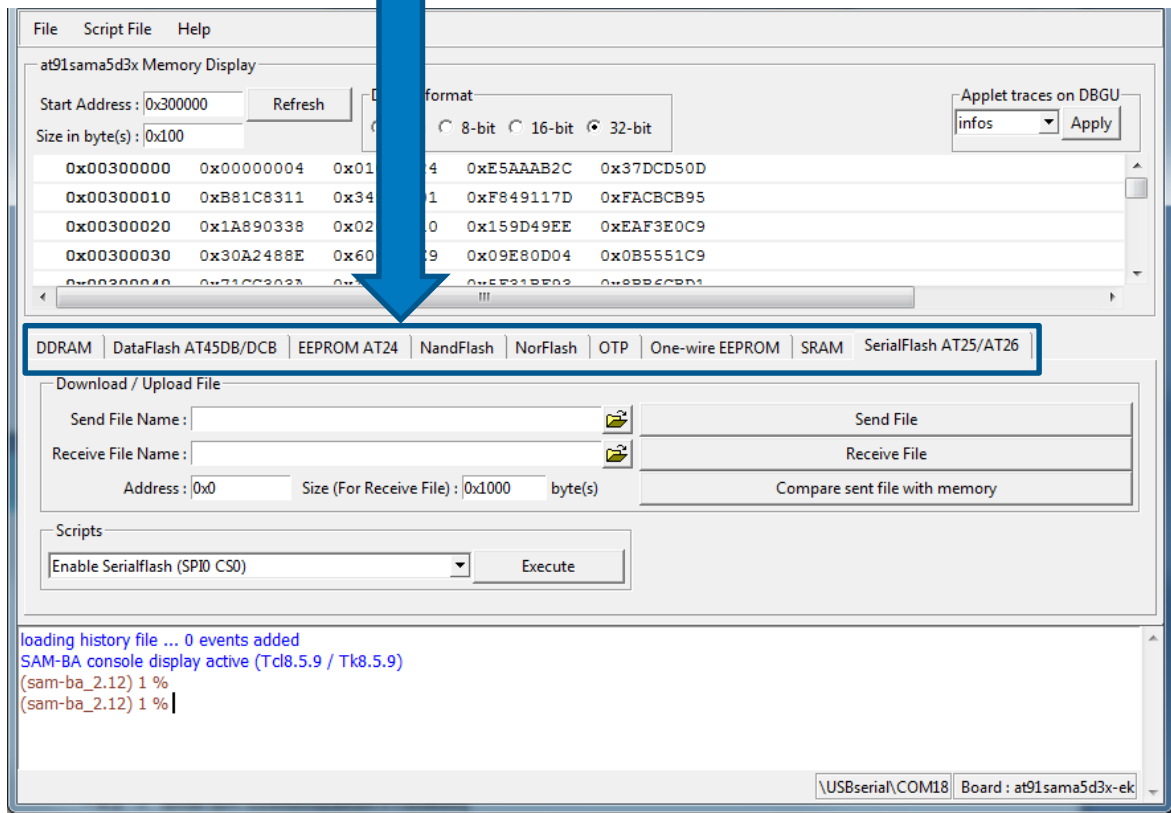 File Script File Help
at91sama5d3x Memory Display
Start Address : 0x300000 Refresh
Size in byte(s) : 0x100
8-bit 16-bit 32-bit
Applet traces on DBGU
infos Apply
0x00300000 0x00000004 0xE5AAAB2C 0x37DCD50D
0x00300010 0xB81C8311 0xF849117D 0xFACBCB95
0x00300020 0x1A890338 0x159D49EE 0xEAF3E0C9
0x00300030 0x30A2488E 0x09E80D04 0x0B5551C9
DDRAM DataFlash AT45DB/DCB EEPROM AT24 NandFlash NorFlash OTP One-wire EEPROM SRAM SerialFlash AT25/AT26
Download / Upload File
Send File Name : Send File
Receive File Name : Receive File
Address : 0x0 Size (For Receive File) : 0x1000 byte(s) Compare sent file with memory
Scripts
Enable Serialflash (SPI0 CS0) Execute
loading history file ... 0 events added
SAM-BA console display active (Tcl8.5.9 / Tk8.5.9)
(sam-ba_2.12) 1 %
(sam-ba_2.12) 1 %
\USBserial\COM18 Board : at91sama5d3x-ek